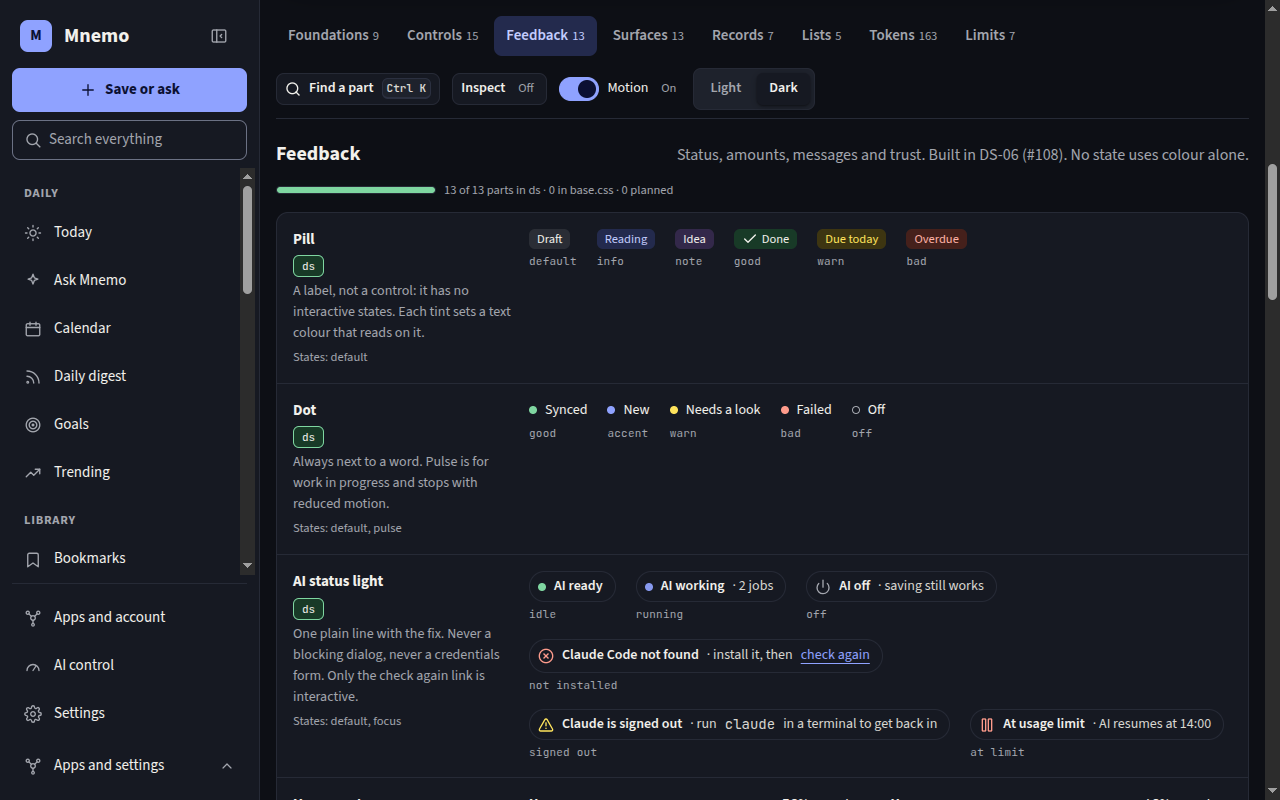 M Mnemo
Save or ask
Search everything
DAILY
Today
Ask Mnemo
Calendar
Daily digest
Goals
Trending
LIBRARY
Bookmarks
Apps and account
AI control
Settings
Apps and settings
Foundations 9 Controls 15 Feedback 13 Surfaces 13 Records 7 Lists 5 Tokens 163 Limits 7
Find a part Ctrl K Inspect Off Motion On Light Dark
Feedback Status, amounts, messages and trust. Built in DS-06 (#108). No state uses colour alone.
13 of 13 parts in ds · 0 in base.css · 0 planned
Pill
ds
A label, not a control: it has no
interactive states. Each tint sets a text
colour that reads on it.
States: default
Draft Reading Idea Done Due today Overdue
default info note good warn bad
Dot
ds
Always next to a word. Pulse is for
work in progress and stops with
reduced motion.
States: default, pulse
Synced New Needs a look Failed Off
good accent warn bad off
AI status light
ds
One plain line with the fix. Never a
blocking dialog, never a credentials
form. Only the check again link is
interactive.
States: default, focus
AI ready AI working · 2 jobs AI off · saving still works
idle running off
Claude Code not found · install it, then check again
not installed
Claude is signed out · run claude in a terminal to get back in At usage limit · AI resumes at 14:00
signed out at limit